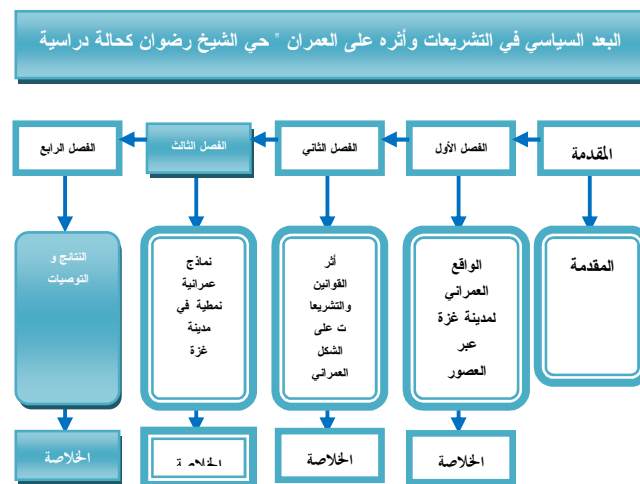 البعد السياسي في التشريعات وأثره على العمران " حي الشيخ رضوان كحالة دراسية
المقدمة
الفصل الأول
الفصل الثاني
الفصل الثالث
الفصل الرابع
المقدمة
الواقع
العمراني
لمدينة غزة
عبر
العصور
أثر
القوانين
والتشريعا
ت على
الشكل
العمراني
نماذج
عمرانية
نمطية في
مدينة
غزة
النتائج و
التوصيات
الخلاصة
الخلاصة
الخلاصة
الخلاصة